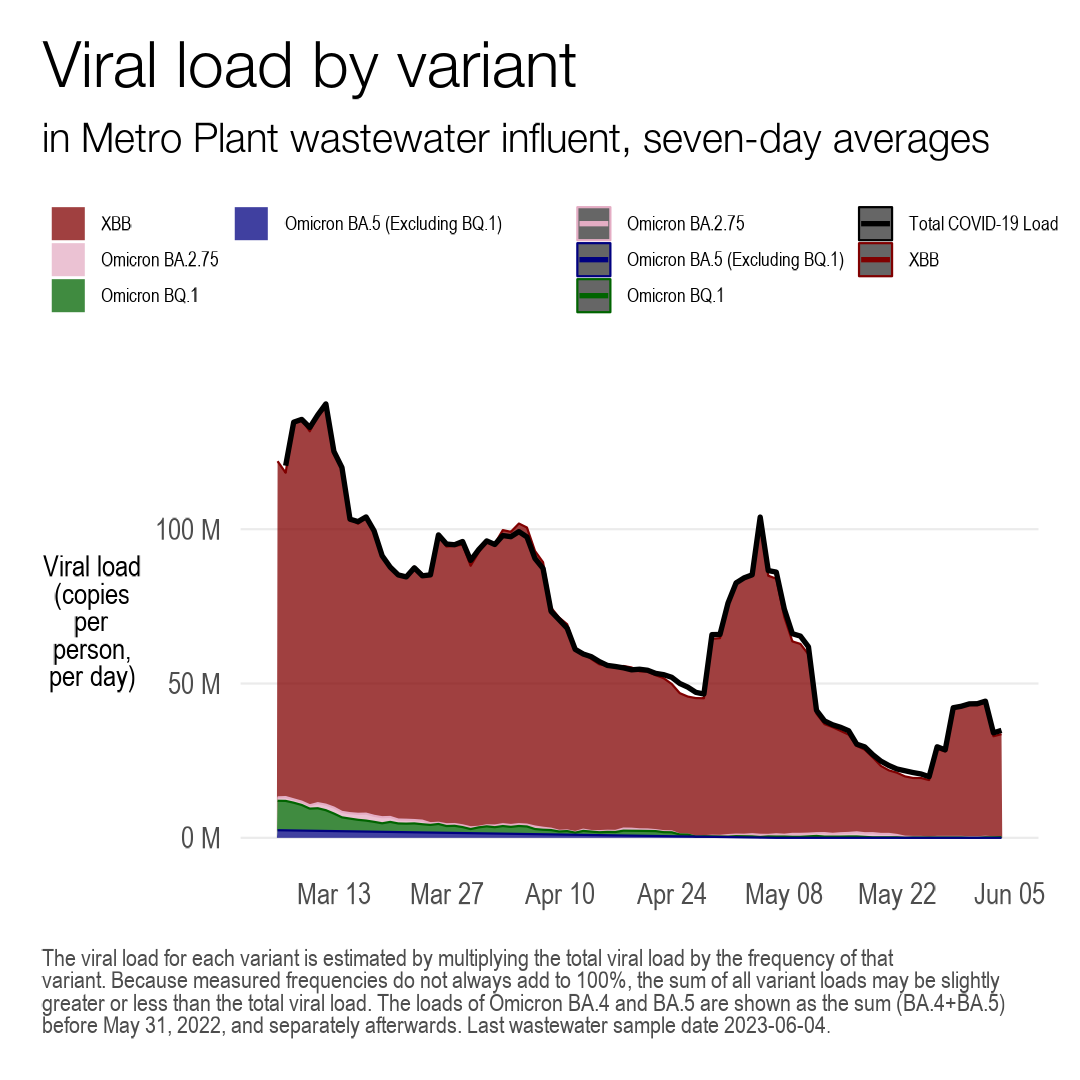 Viral load by variant
in Metro Plant wastewater influent, seven-day averages
XBB
Omicron BA.2.75
Omicron BQ.1
Omicron BA.5 (Excluding BQ.1)
Omicron BA.2.75
Omicron BA.5 (Excluding BQ.1)
Omicron BQ.1
Total COVID-19 Load
XBB
Viral load
(copies
per
person,
per day)
100 M
50 M
0 M
Mar 13 Mar 27 Apr 10 Apr 24 May 08 May 22 Jun 05
The viral load for each variant is estimated by multiplying the total viral load by the frequency of that
variant. Because measured frequencies do not always add to 100%, the sum of all variant loads may be slightly
greater or less than the total viral load. The loads of Omicron BA.4 and BA.5 are shown as the sum (BA.4+BA.5)
before May 31, 2022, and separately afterwards. Last wastewater sample date 2023-06-04.